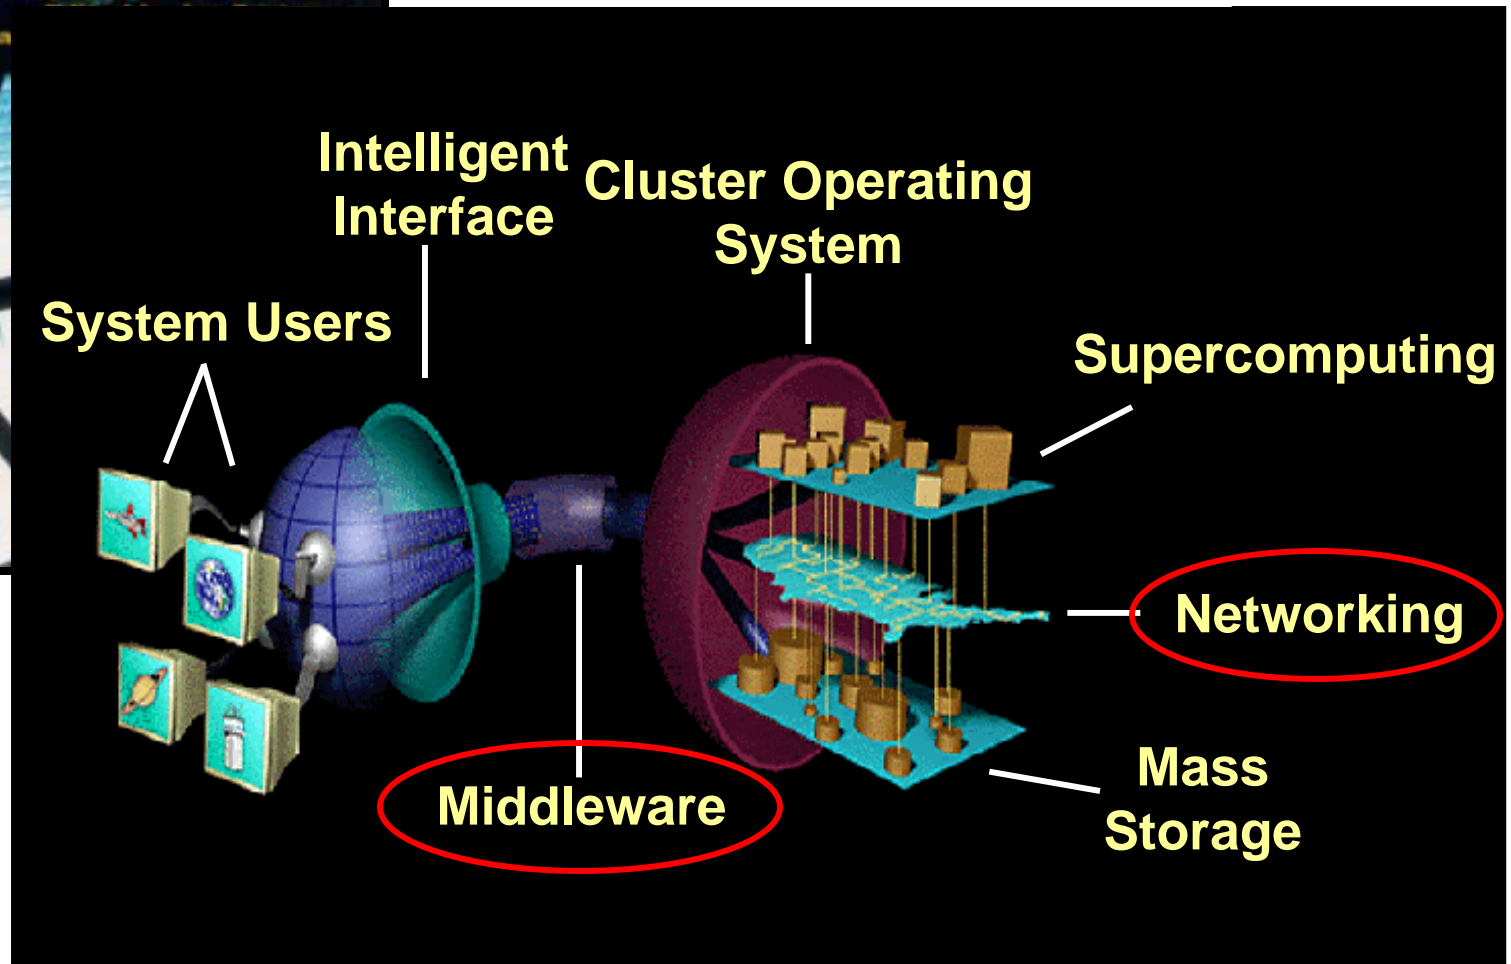 Intelligent
Interface
Cluster Operating
System
System Users
Supercomputing
Networking
Middleware
Mass
Storage